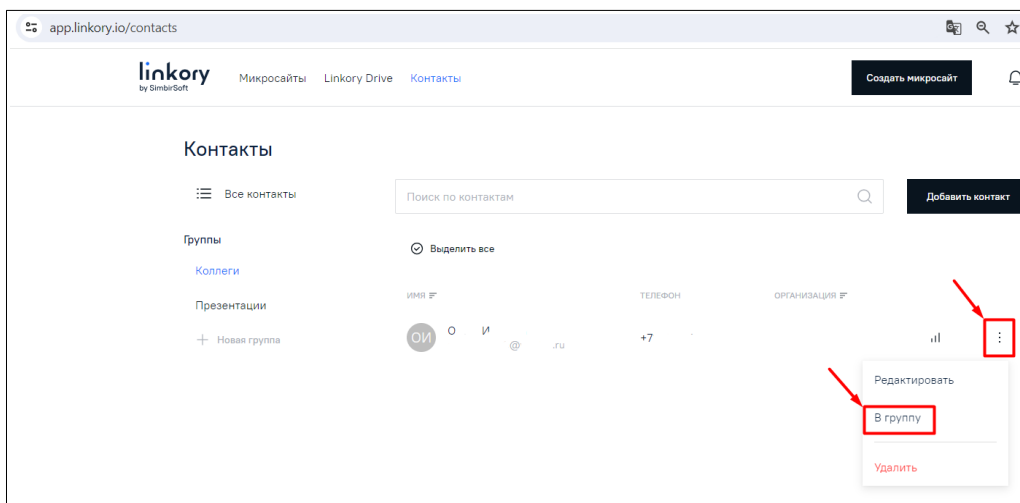 app.linkory.io/contacts
linkory
by SimbirSoft
Микросайты Linkory Drive Контакты
Создать микросайт
Контакты
Все контакты
Поиск по контактам
Добавить контакт
Группы
Выделить все
Коллеги
ИМЯ ТЕЛЕФОН ОРГАНИЗАЦИЯ
Презентации
ОИ О И +7
Новая группа
@ .ru
Редактировать
В группу
Удалить